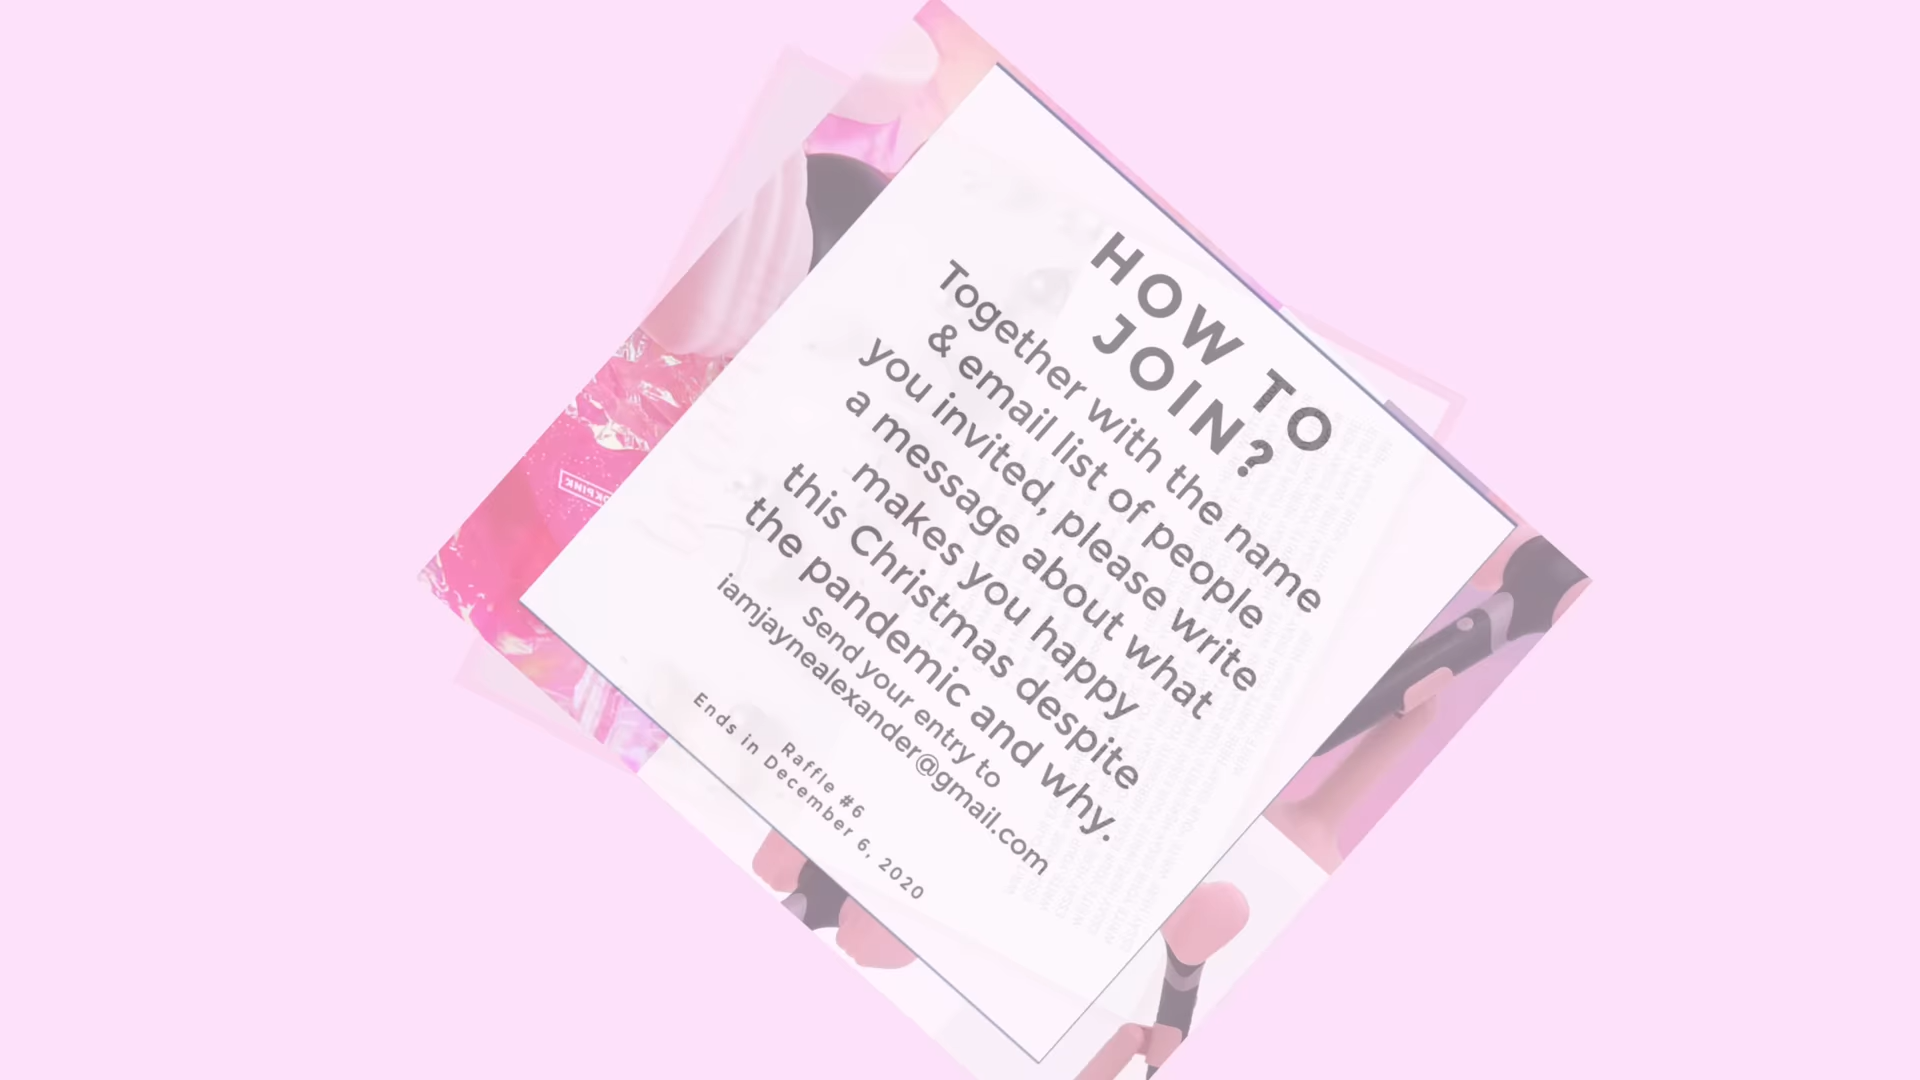 HOW TO
JOIN?
Together with the name
& email list of people
you invited, please write
a message about what
makes you happy
this Christmas despite
the pandemic and why.
Send your entry to
iamjaynealexander@gmail.com
Raffle #6
Ends in December 6, 2020